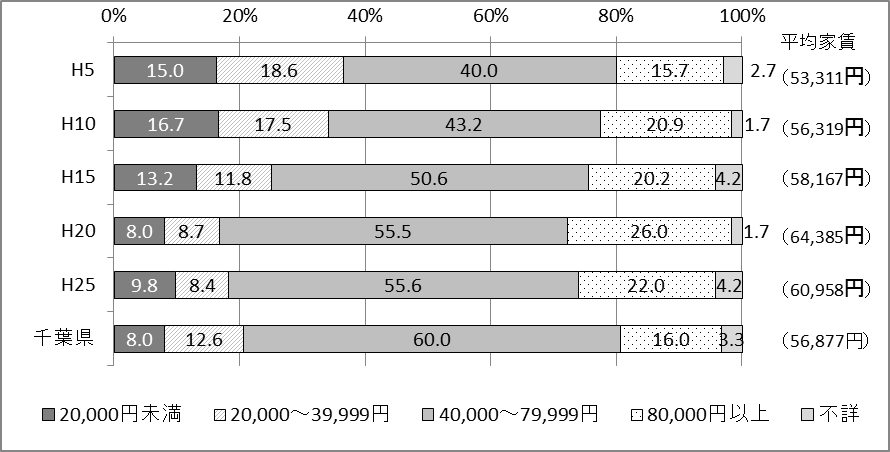 0% 20% 40% 60% 80% 100%
平均家賃
H5 15.0 18.6 40.0 15.7 2.7 (53,311円)
H10 16.7 17.5 43.2 20.9 1.7 (56,319円)
H15 13.2 11.8 50.6 20.2 4.2 (58,167円)
H20 8.0 8.7 55.5 26.0 1.7 (64,385円)
H25 9.8 8.4 55.6 22.0 4.2 (60,958円)
千葉県 8.0 12.6 60.0 16.0 3.3 (56,877円)
20,000円未満 20,000～39,999円 40,000～79,999円 80,000円以上 不詳